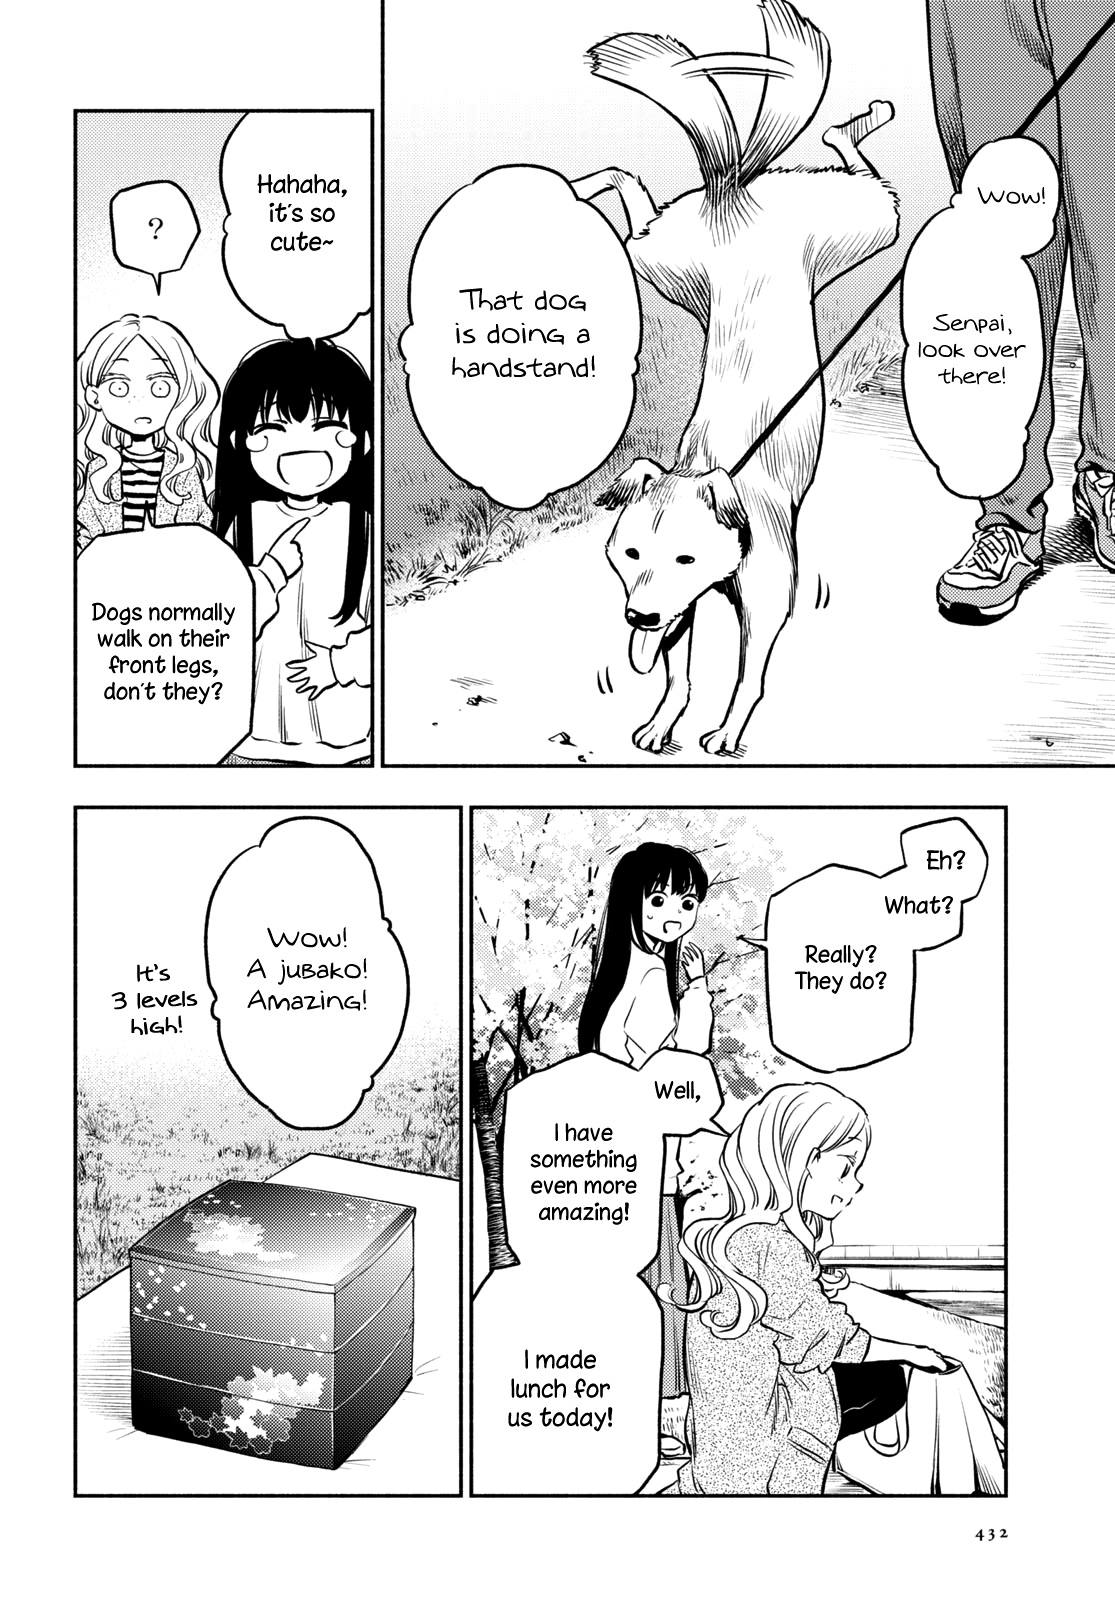 Wow!
Senpai,
look over
there!
That dog
is doing a
handstand!
Hahaha,
it's so
cute~
?
Dogs normally
walk on their
front legs,
don't they?
Eh?
What?
Really?
They do?
Well,
I have
something
even more
amazing!
I made
lunch for
us today!
Wow!
A jubako!
Amazing!
It's
3 levels
high!
432